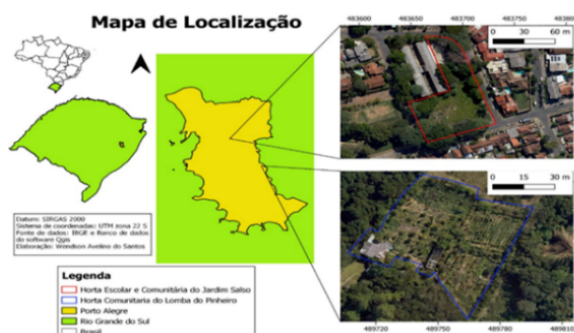 Mapa de Localização
483600 483650 483700 483750 483800
0 30 60 m
0 15 30 m
Datum: SIRGAS 2000
Sistema de coordenadas: UTM zona 22 S
Fonte de dados: IBGE e Banco de dados
do software Qgis
Elaboração: Wendson Avelino do Santos
Legenda
Horta Escolar e Comunitária do Jardim Salso
Horta Comunitaria do Lomba do Pinheiro
Porto Alegre
Rio Grande do Sul
Brasil
489720 489750 489780 489810